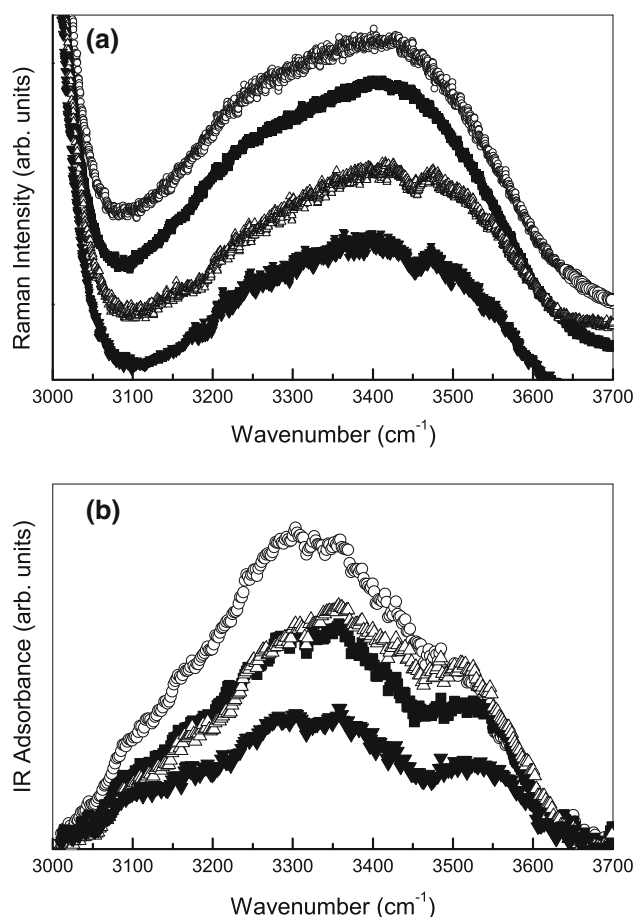 (a)
Raman Intensity (arb. units)
3000 3100 3200 3300 3400 3500 3600 3700
Wavenumber (cm-1)
(b)
IR Adsorbance (arb. units)
3000 3100 3200 3300 3400 3500 3600 3700
Wavenumber (cm-1)